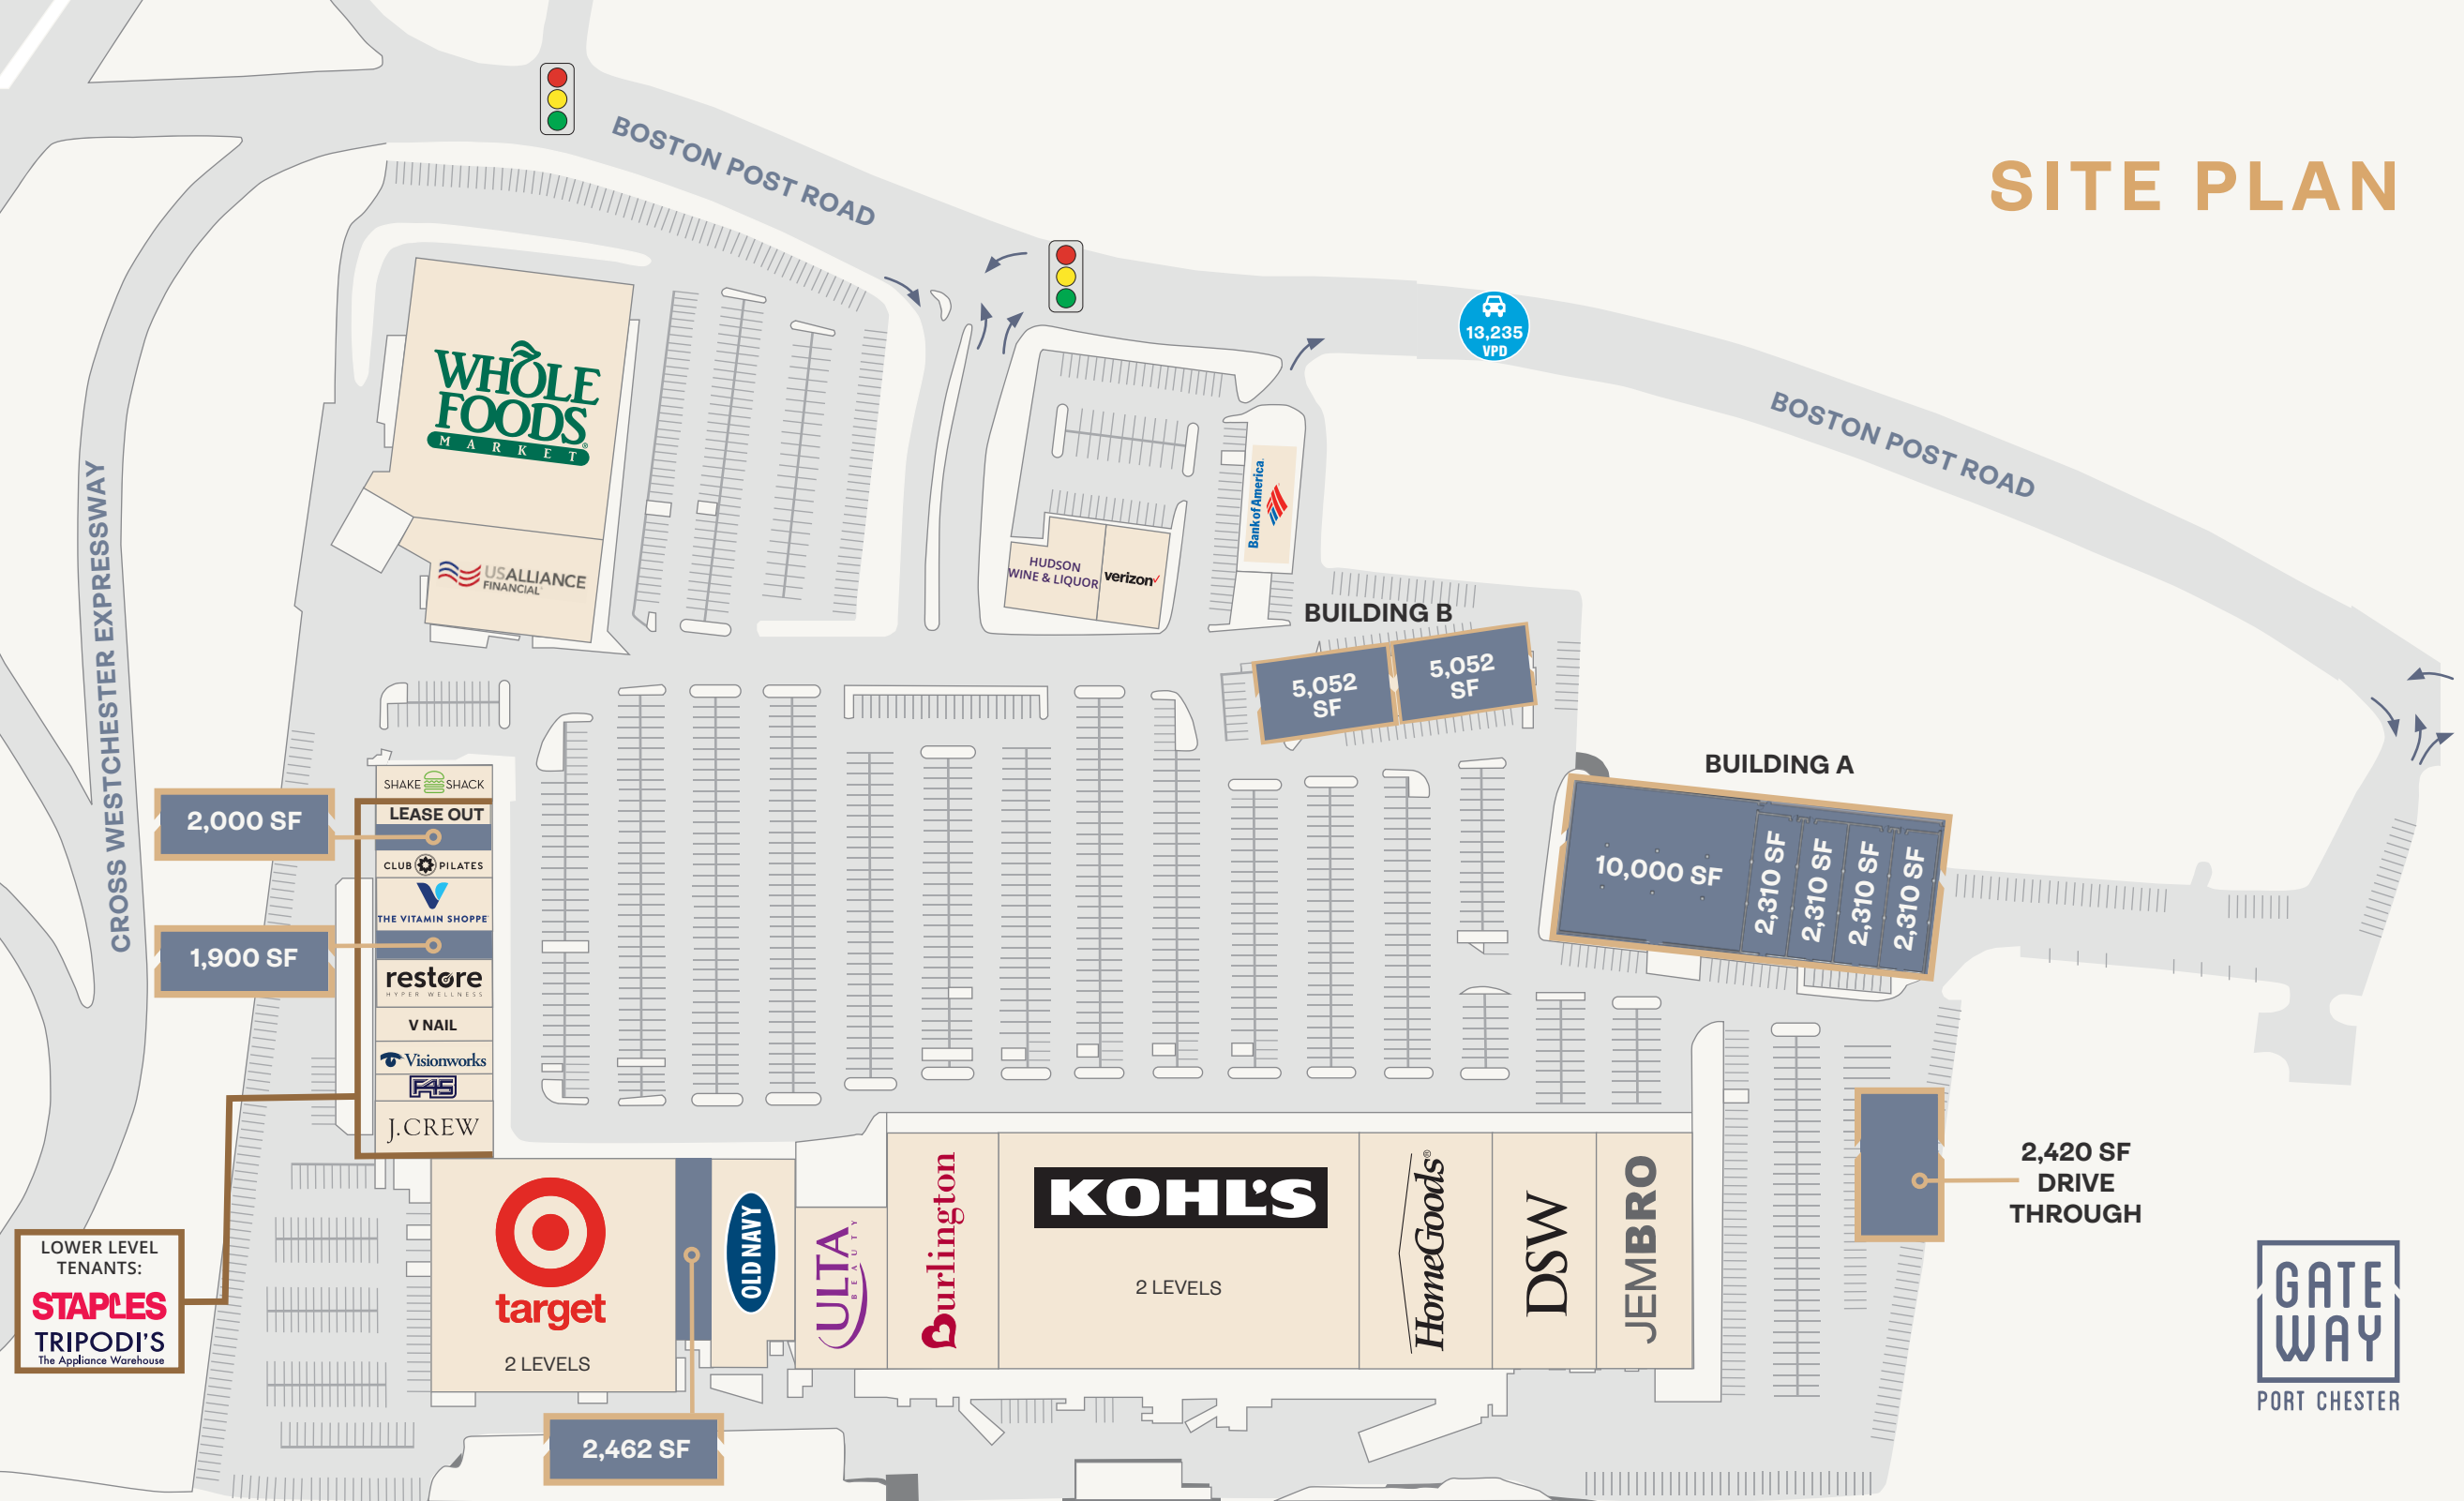 SITE PLAN
BOSTON POST ROAD
13,235
VPD
BOSTON POST ROAD
CROSS WESTCHESTER EXPRESSWAY
WHOLE
FOODS
MARKET
USALLIANCE
FINANCIAL
HUDSON
WINE & LIQUOR
verizon
Bank of America
BUILDING B
5,052
SF
5,052
SF
BUILDING A
10,000 SF
2,310 SF
2,310 SF
2,310 SF
2,310 SF
SHAKE SHACK
LEASE OUT
2,000 SF
CLUB PILATES
THE VITAMIN SHOPPE
1,900 SF
restore
HYPER WELLNESS
V NAIL
Visionworks
F45
J.CREW
LOWER LEVEL
TENANTS:
STAPLES
TRIPODI'S
The Appliance Warehouse
target
2 LEVELS
2,462 SF
OLD NAVY
ULTA
BEAUTY
Burlington
KOHL'S
2 LEVELS
HomeGoods®
DSW
JEMBRO
2,420 SF
DRIVE
THROUGH
GATE
WAY
PORT CHESTER